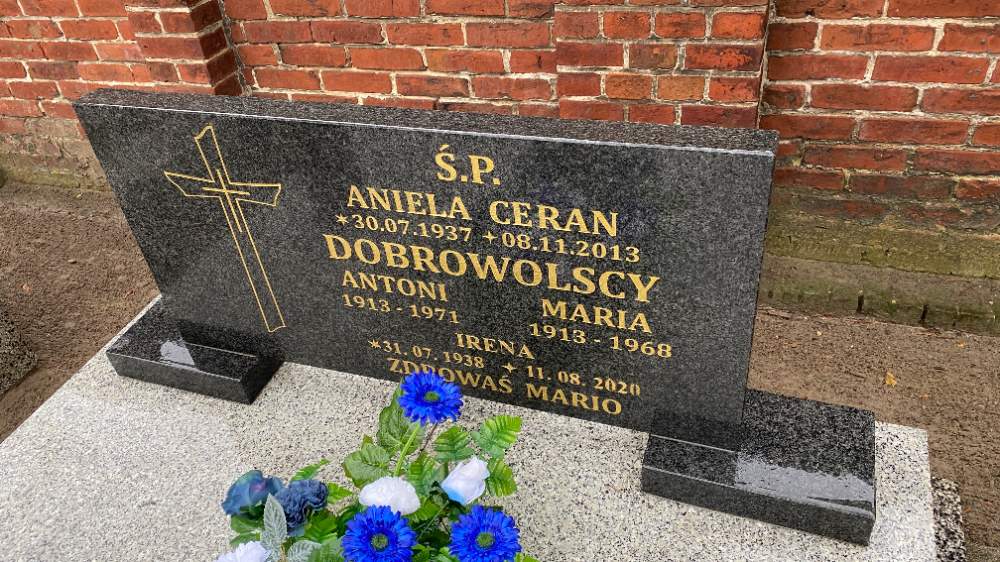 Ś.P.
ANIELA CERAN
*30.07.1937 +08.11.2013
DOBROWOLSCY
ANTONI MARIA
1913 - 1971 1913 - 1968
IRENA
*31. 07. 1938 + 11. 08. 2020
ZDROWAŚ MARIO